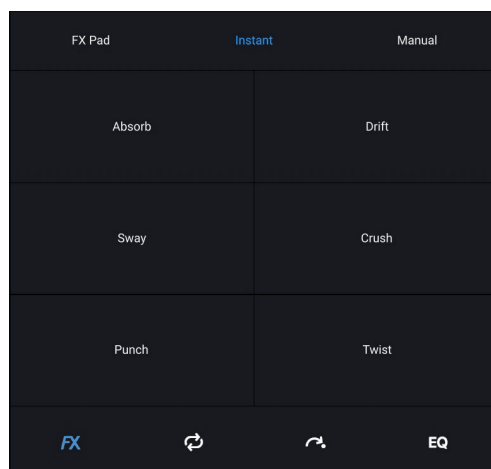 FX Pad Instant Manual
Absorb Drift
Sway Crush
Punch Twist
FX EQ